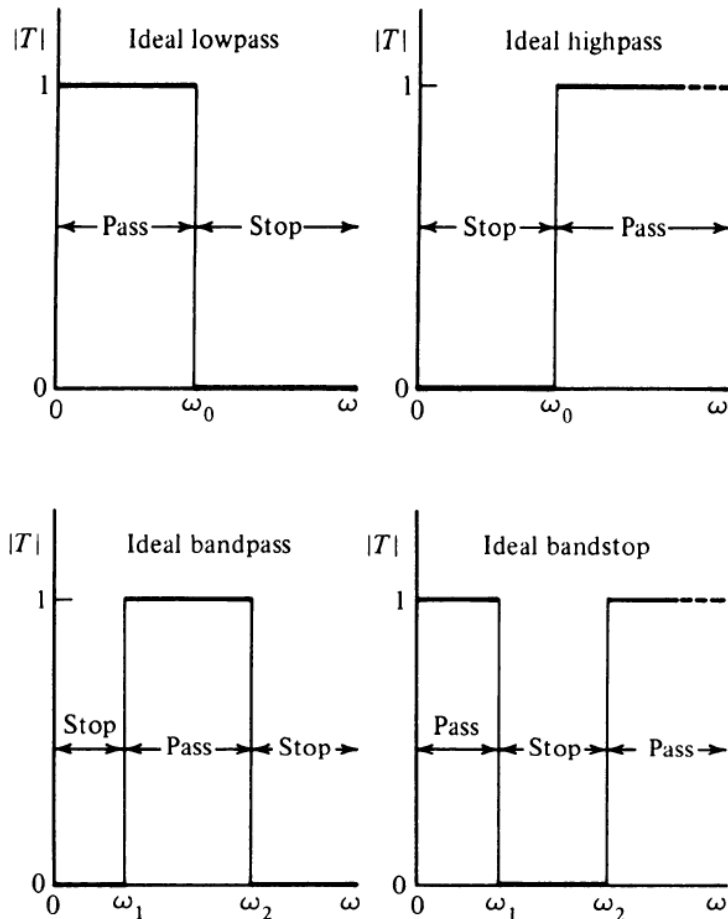 |T| Ideal lowpass
1
Pass Stop
0
0 ω₀ ω
|T| Ideal highpass
1
Stop Pass
0
0 ω₀ ω
|T| Ideal bandpass
1
Stop Pass Stop
0
0 ω₁ ω₂ ω
|T| Ideal bandstop
1
Pass Stop Pass
0
0 ω₁ ω₂ ω